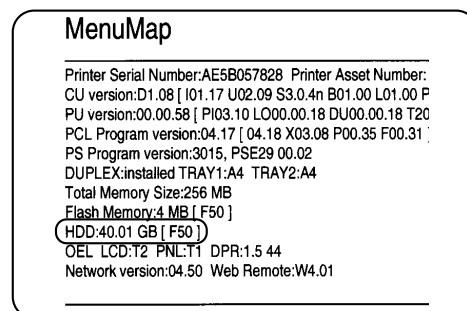 MenuMap
Printer Serial Number:AE5B057828 Printer Asset Number:
CU version:D1.08 [ I01.17 U02.09 S3.0.4n B01.00 L01.00 P
PU version:00.00.58 [ PI03.10 LO00.00.18 DU00.00.18 T20
PCL Program version:04.17 [ 04.18 X03.08 P00.35 F00.31 ]
PS Program version:3015, PSE29 00.02
DUPLEX:installed TRAY1:A4 TRAY2:A4
Total Memory Size:256 MB
Flash Memory:4 MB [ F50 ]
HDD:40.01 GB [ F50 ]
OEL LCD:T2 PNL:T1 DPR:1.5 44
Network version:04.50 Web Remote:W4.01